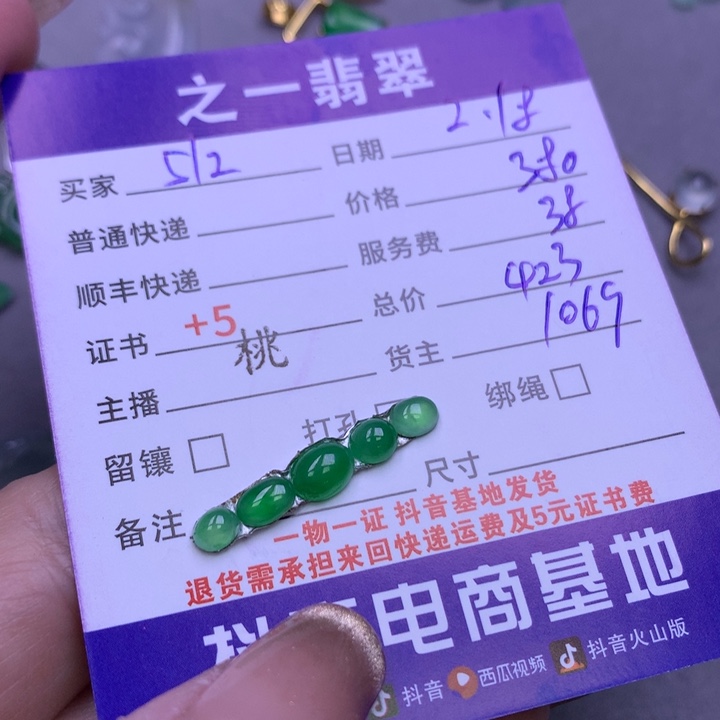 之一翡翠
买家 512 日期 2.18
普通快递 价格 380
顺丰快递 服务费 38
证书 +5 总价 423
主播 桃 货主 1069
留镶 打孔 绑绳
备注 尺寸
一物一证 抖音基地发货
退货需承担来回快递运费及5元证书费
抖音电商基地
抖音 西瓜视频 抖音火山版